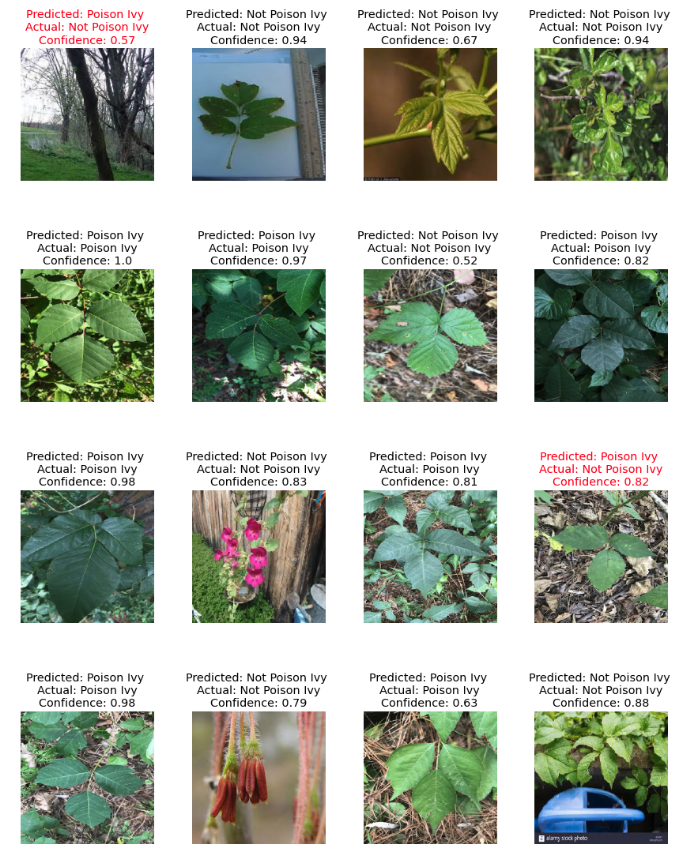 Predicted: Poison Ivy
Actual: Not Poison Ivy
Confidence: 0.57
Predicted: Not Poison Ivy
Actual: Not Poison Ivy
Confidence: 0.94
Predicted: Not Poison Ivy
Actual: Not Poison Ivy
Confidence: 0.67
Predicted: Not Poison Ivy
Actual: Not Poison Ivy
Confidence: 0.94
Predicted: Poison Ivy
Actual: Poison Ivy
Confidence: 1.0
Predicted: Poison Ivy
Actual: Poison Ivy
Confidence: 0.97
Predicted: Not Poison Ivy
Actual: Not Poison Ivy
Confidence: 0.52
Predicted: Poison Ivy
Actual: Poison Ivy
Confidence: 0.82
Predicted: Poison Ivy
Actual: Poison Ivy
Confidence: 0.98
Predicted: Not Poison Ivy
Actual: Not Poison Ivy
Confidence: 0.83
Predicted: Poison Ivy
Actual: Poison Ivy
Confidence: 0.81
Predicted: Poison Ivy
Actual: Not Poison Ivy
Confidence: 0.82
Predicted: Poison Ivy
Actual: Poison Ivy
Confidence: 0.98
Predicted: Not Poison Ivy
Actual: Not Poison Ivy
Confidence: 0.79
Predicted: Poison Ivy
Actual: Poison Ivy
Confidence: 0.63
Predicted: Not Poison Ivy
Actual: Not Poison Ivy
Confidence: 0.88
a alamy stock photo